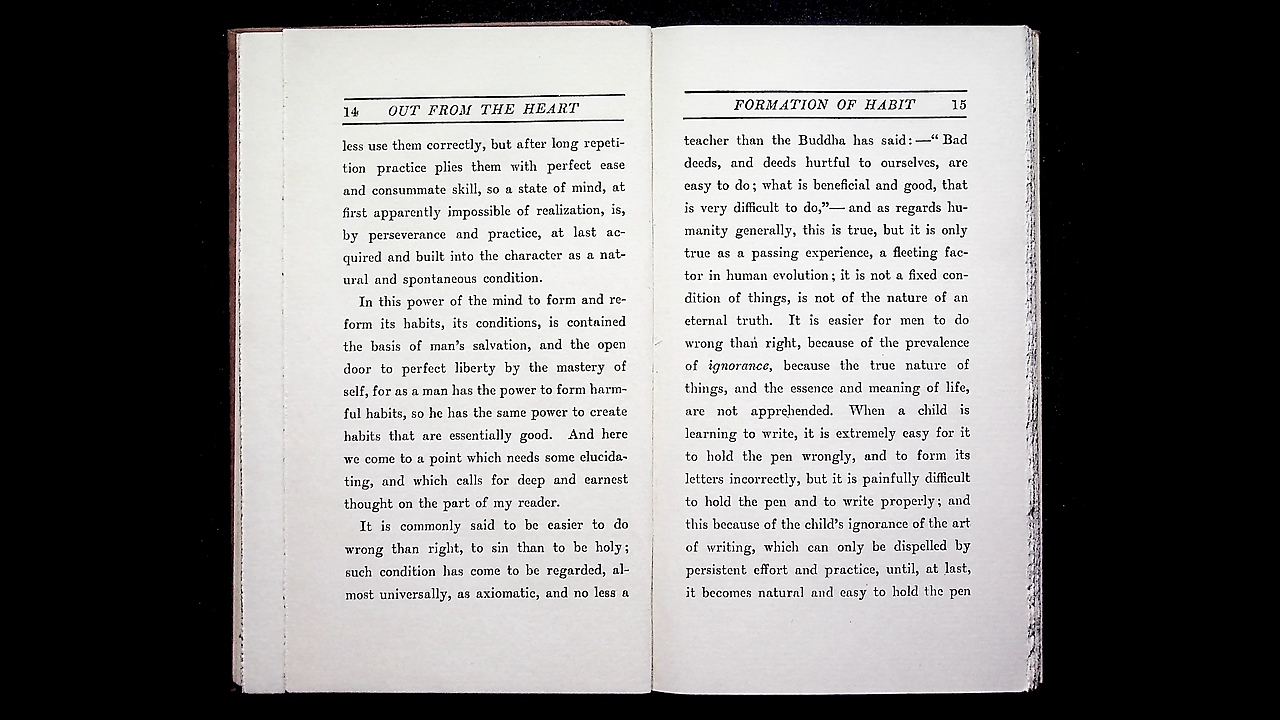 14 OUT FROM THE HEART
less use them correctly, but after long repeti-
tion practice plies them with perfect ease
and consummate skill, so a state of mind, at
first apparently impossible of realization, is,
by perseverance and practice, at last ac-
quired and built into the character as a nat-
ural and spontaneous condition.
In this power of the mind to form and re-
form its habits, its conditions, is contained
the basis of man's salvation, and the open
door to perfect liberty by the mastery of
self, for as a man has the power to form harm-
ful habits, so he has the same power to create
habits that are essentially good. And here
we come to a point which needs some elucida-
ting, and which calls for deep and earnest
thought on the part of my reader.
It is commonly said to be easier to do
wrong than right, to sin than to be holy;
such condition has come to be regarded, al-
most universally, as axiomatic, and no less a
FORMATION OF HABIT 15
teacher than the Buddha has said:—“Bad
deeds, and deeds hurtful to ourselves, are
easy to do; what is beneficial and good, that
is very difficult to do,”—and as regards hu-
manity generally, this is true, but it is only
true as a passing experience, a fleeting fac-
tor in human evolution; it is not a fixed con-
dition of things, is not of the nature of an
eternal truth. It is easier for men to do
wrong than right, because of the prevalence
of ignorance, because the true nature of
things, and the essence and meaning of life,
are not apprehended. When a child is
learning to write, it is extremely easy for it
to hold the pen wrongly, and to form its
letters incorrectly, but it is painfully difficult
to hold the pen and to write properly; and
this because of the child's ignorance of the art
of writing, which can only be dispelled by
persistent effort and practice, until, at last,
it becomes natural and easy to hold the pen